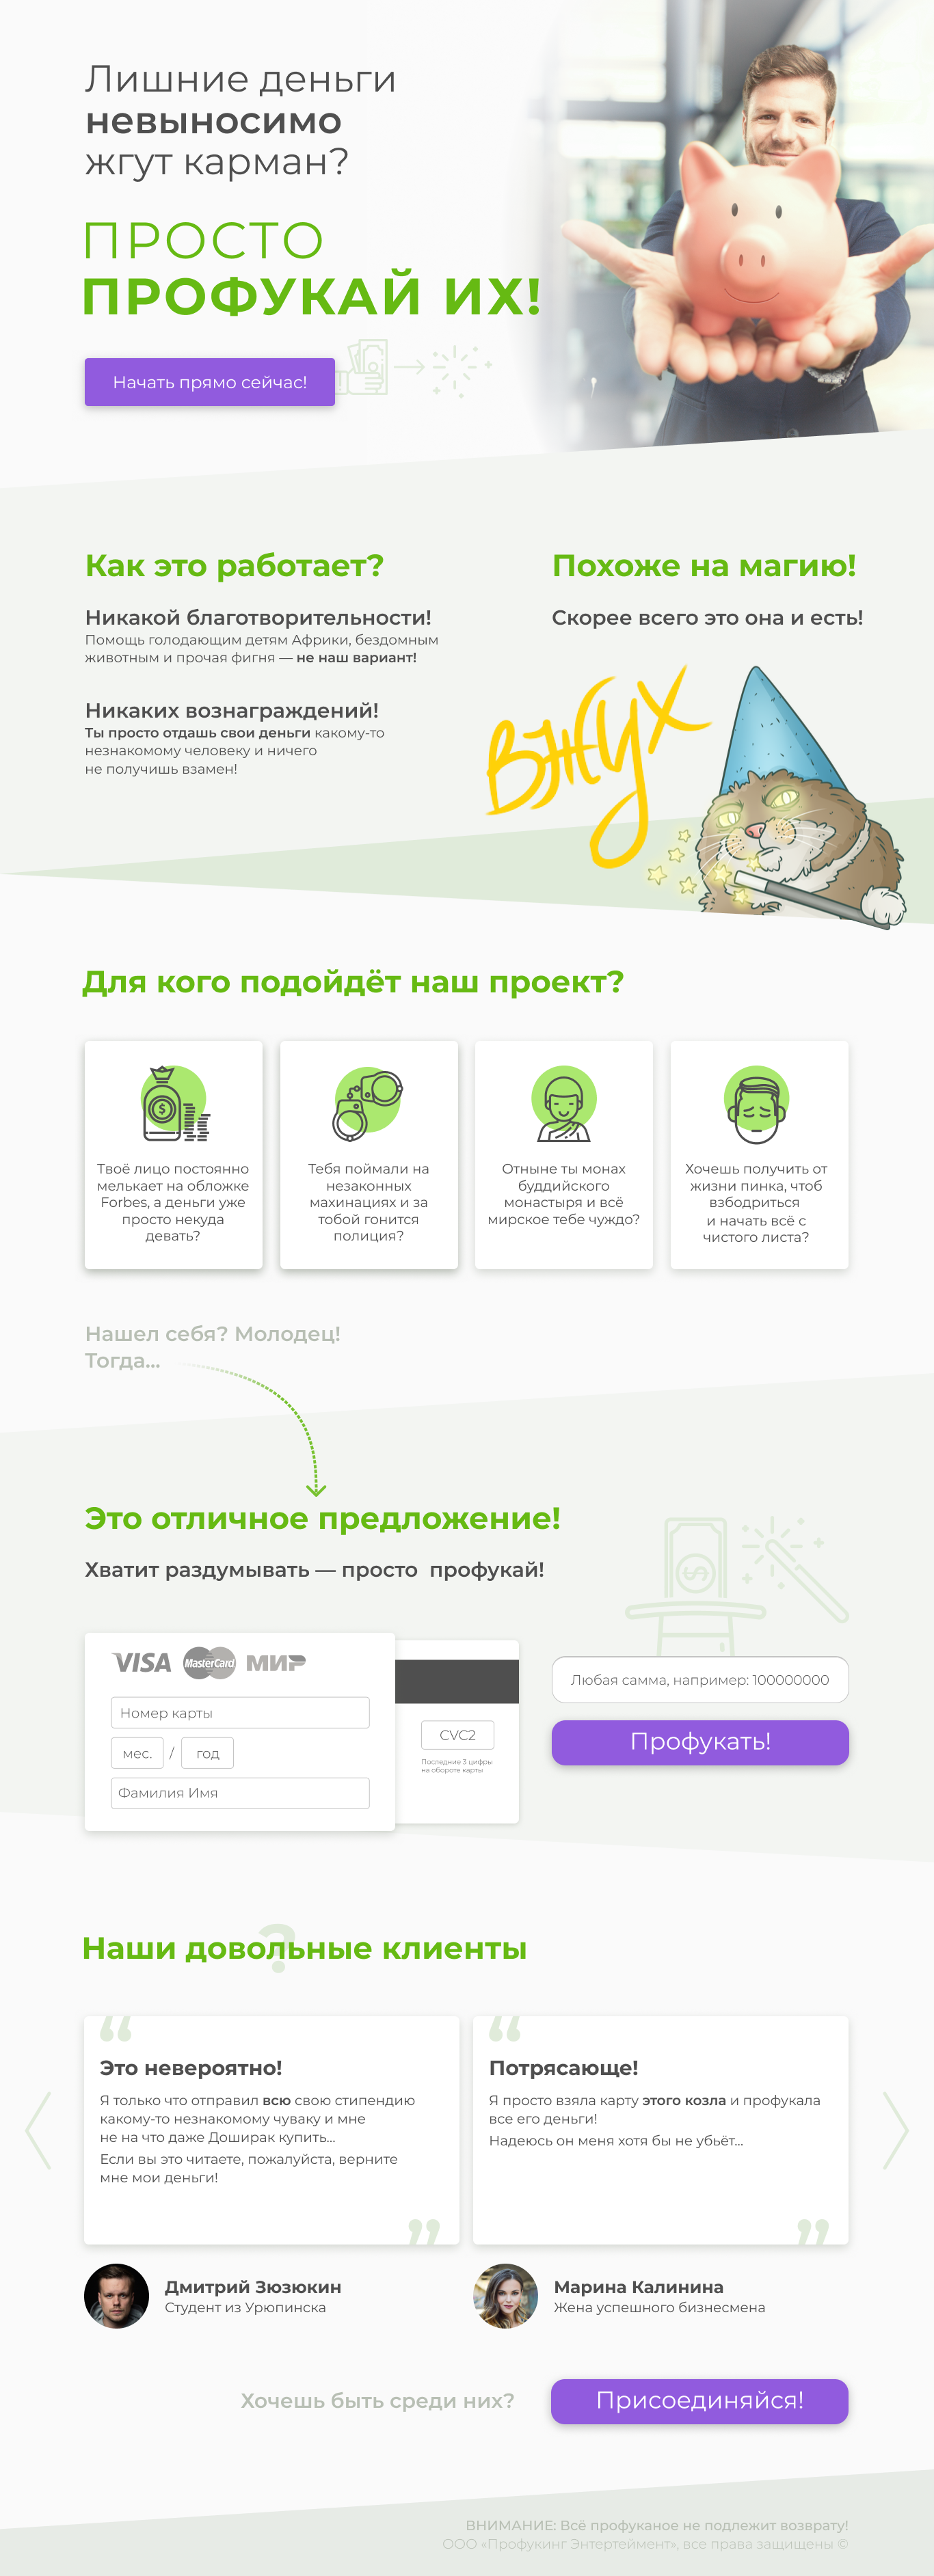 Лишние деньги
невыносимо
жгут карман?
ПРОСТО
ПРОФУКАЙ ИХ!
Начать прямо сейчас!
Как это работает?
Никакой благотворительности!
Помощь голодающим детям Африки, бездомным
животным и прочая фигня — не наш вариант!
Никаких вознаграждений!
Ты просто отдашь свои деньги какому-то
незнакомому человеку и ничего
не получишь взамен!
Похоже на магию!
Скорее всего это она и есть!
ВЖУХ
Для кого подойдёт наш проект?
$
Твоё лицо постоянно
мелькает на обложке
Forbes, а деньги уже
просто некуда
девать?
Тебя поймали на
незаконных
махинациях и за
тобой гонится
полиция?
Отныне ты монах
буддийского
монастыря и всё
мирское тебе чуждо?
Хочешь получить от
жизни пинка, чтоб
взбодриться
и начать всё с
чистого листа?
Нашел себя? Молодец!
Тогда...
Это отличное предложение!
Хватит раздумывать — просто  профукай!
$
VISA MasterCard МИР
Номер карты
мес. / год
Фамилия Имя
CVC2
Последние 3 цифры
на обороте карты
Любая самма, например: 100000000
Профукать!
?
Наши довольные клиенты
“
Это невероятно!
Я только что отправил всю свою стипендию
какому-то незнакомому чуваку и мне
не на что даже Доширак купить...
Если вы это читаете, пожалуйста, верните
мне мои деньги!
”
Дмитрий Зюзюкин
Студент из Урюпинска
“
Потрясающе!
Я просто взяла карту этого козла и профукала
все его деньги!
Надеюсь он меня хотя бы не убьёт...
”
Марина Калинина
Жена успешного бизнесмена
Хочешь быть среди них?
Присоединяйся!
ВНИМАНИЕ: Всё профуканое не подлежит возврату!
ООО «Профукинг Энтертеймент», все права защищены ©